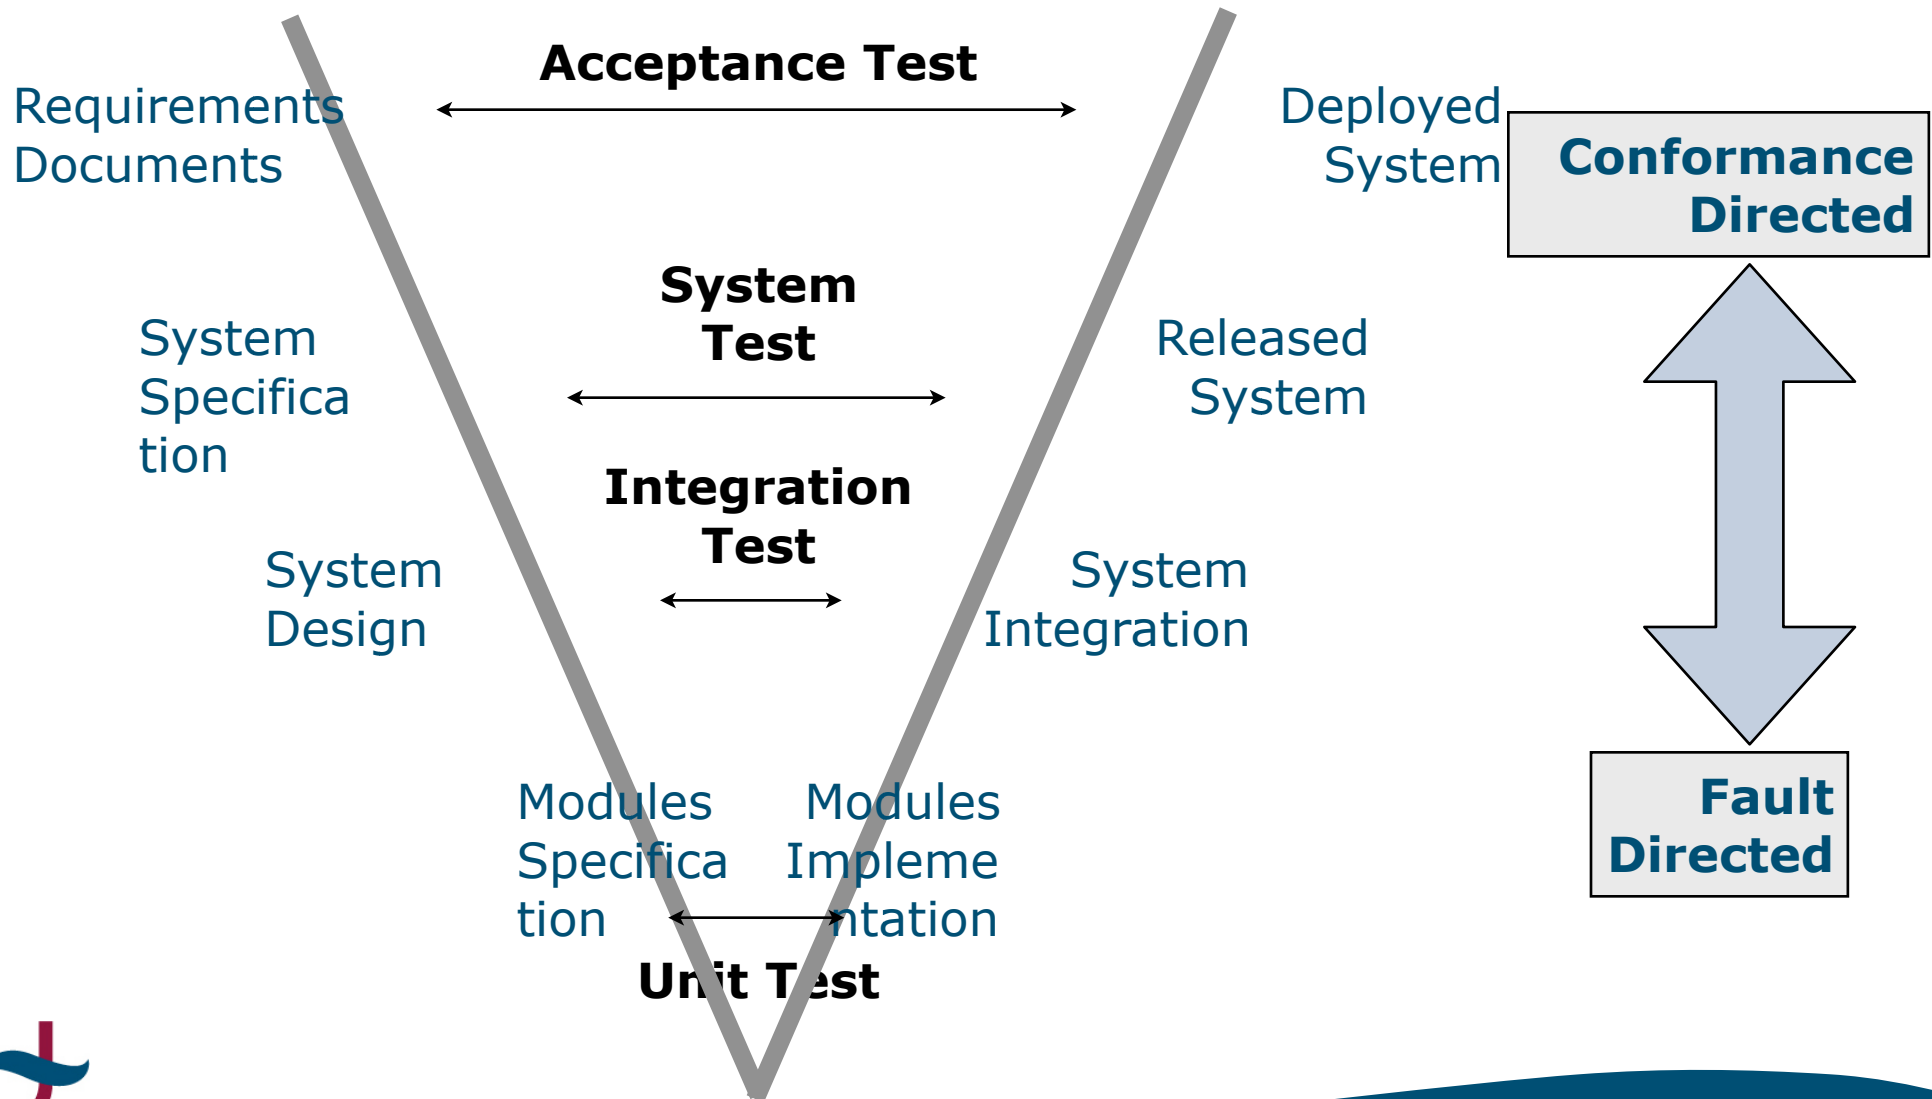 Acceptance Test
Requirements
Documents
Deployed
System
Conformance
Directed
System
Test
System
Specifica
tion
Released
System
Integration
Test
System
Design
System
Integration
Modules
Specifica
tion
Modules
Impleme
ntation
Unit Test
Fault
Directed